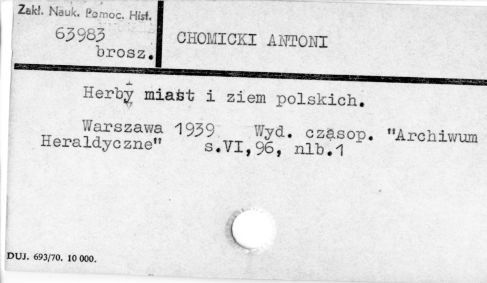 Zakł. Nauk. Pomoc. Hist.
63983
brosz.
CHOMICKI ANTONI
Herby miast i ziem polskich.
Warszawa 1939 Wyd. czasop. "Archiwum
Heraldyczne" s.VI,96, nlb.1
DUJ. 693/70. 10 000.